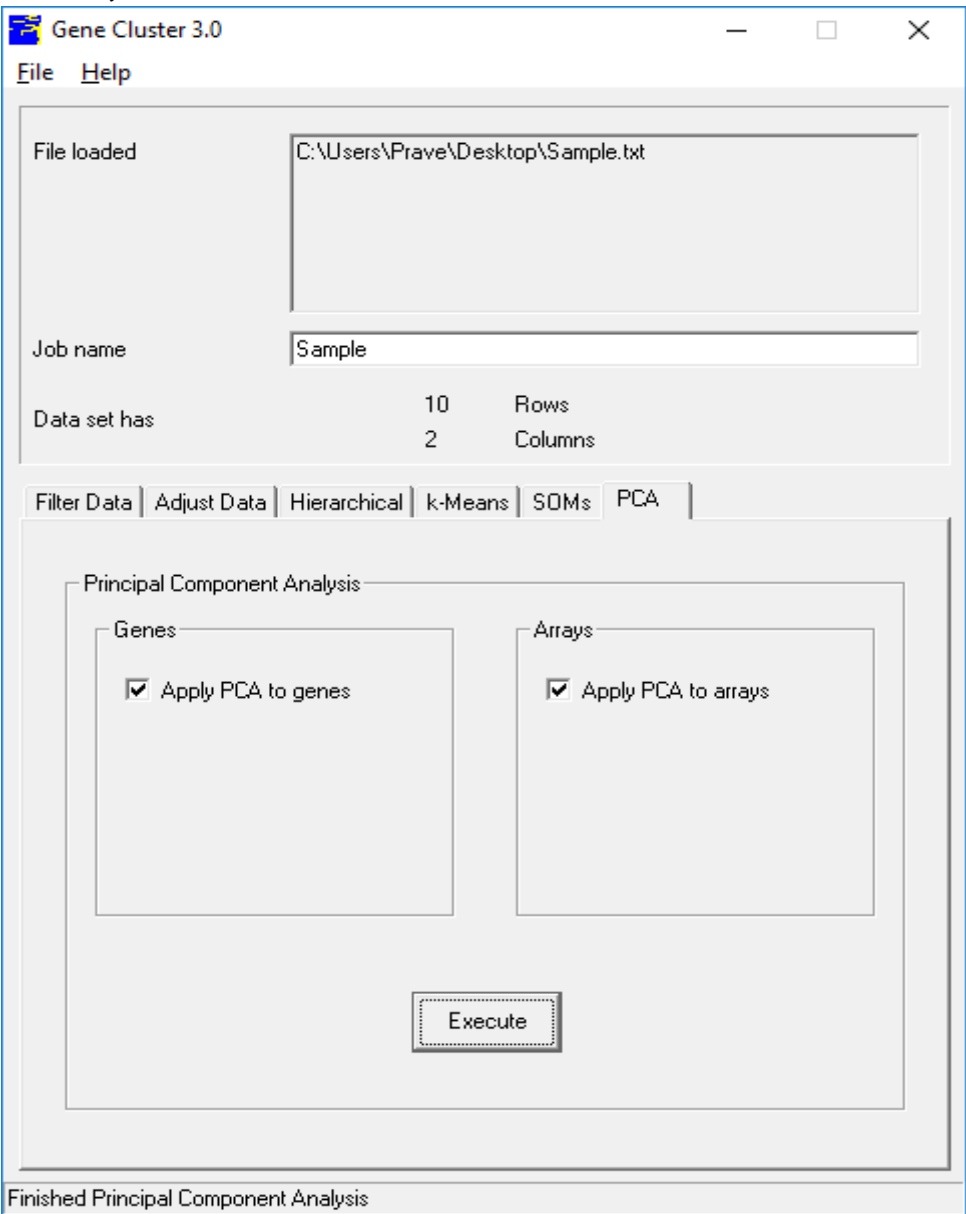 Gene Cluster 3.0
File Help
File loaded
C:\Users\Prave\Desktop\Sample.txt
Job name
Sample
Data set has
10 Rows
2 Columns
Filter Data Adjust Data Hierarchical k-Means SOMs PCA
Principal Component Analysis
Genes
Arrays
Apply PCA to genes
Apply PCA to arrays
Execute
Finished Principal Component Analysis